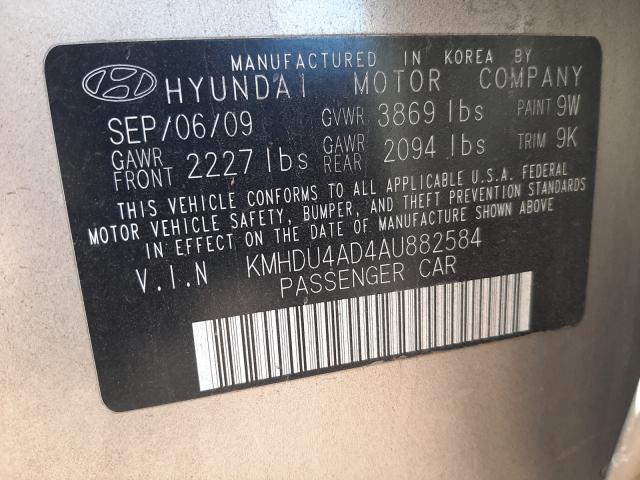 MANUFACTURED IN KOREA BY
HYUNDAI MOTOR COMPANY
SEP/06/09 GVWR 3869 lbs PAINT 9W
GAWR FRONT 2227 lbs GAWR REAR 2094 lbs TRIM 9K
THIS VEHICLE CONFORMS TO ALL APPLICABLE U.S.A. FEDERAL
MOTOR VEHICLE SAFETY, BUMPER, AND THEFT PREVENTION STANDARDS
IN EFFECT ON THE DATE OF MANUFACTURE SHOWN ABOVE
V.I.N KMHDU4AD4AU882584
PASSENGER CAR